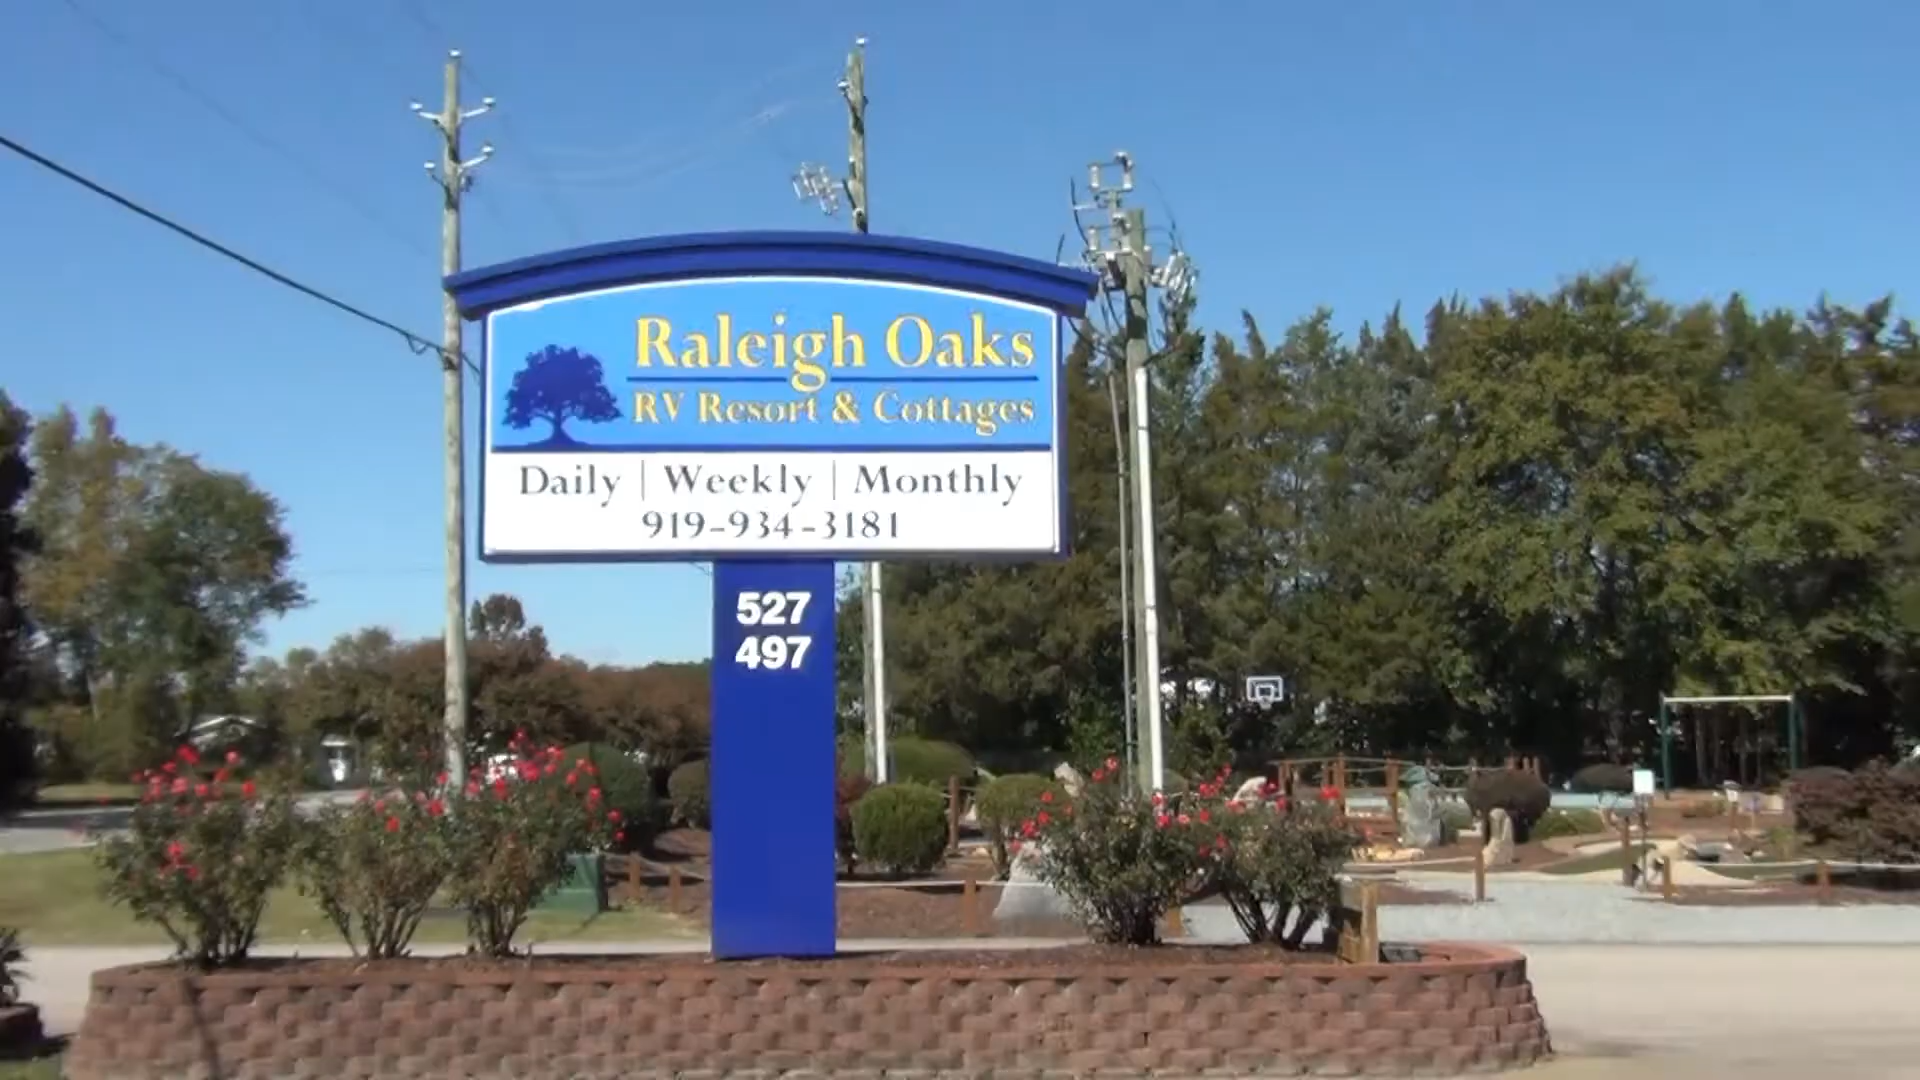 Raleigh Oaks
RV Resort & Cottages
Daily | Weekly | Monthly
919-934-3181
527
497